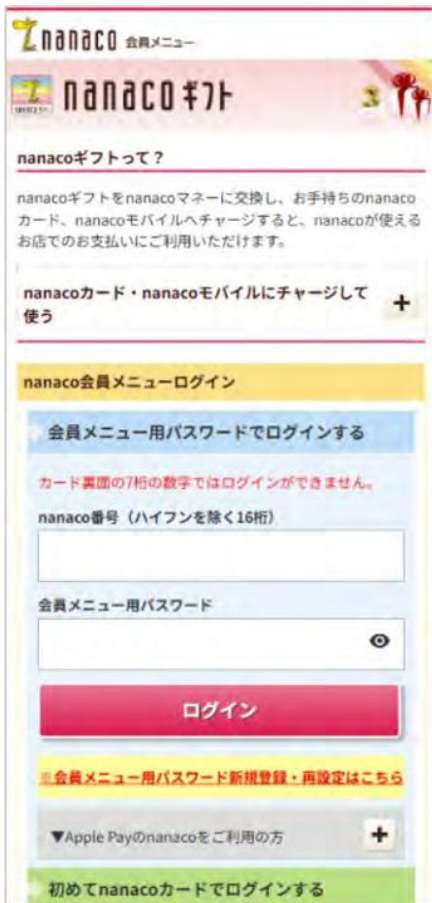 nanaco 会員メニュー
nanacoギフト
nanacoギフトって？
nanacoギフトをnanacoマネーに交換し、お手持ちのnanaco
カード、nanacoモバイルへチャージすると、nanacoが使える
お店でのお支払いにご利用いただけます。
nanacoカード・nanacoモバイルにチャージして
使う
+
nanaco会員メニューログイン
会員メニュー用パスワードでログインする
カード裏面の7桁の数字ではログインができません。
nanaco番号（ハイフンを除く16桁）
会員メニュー用パスワード
ログイン
※会員メニュー用パスワード新規登録・再設定はこちら
▼Apple Payのnanacoをご利用の方
+
初めてnanacoカードでログインする